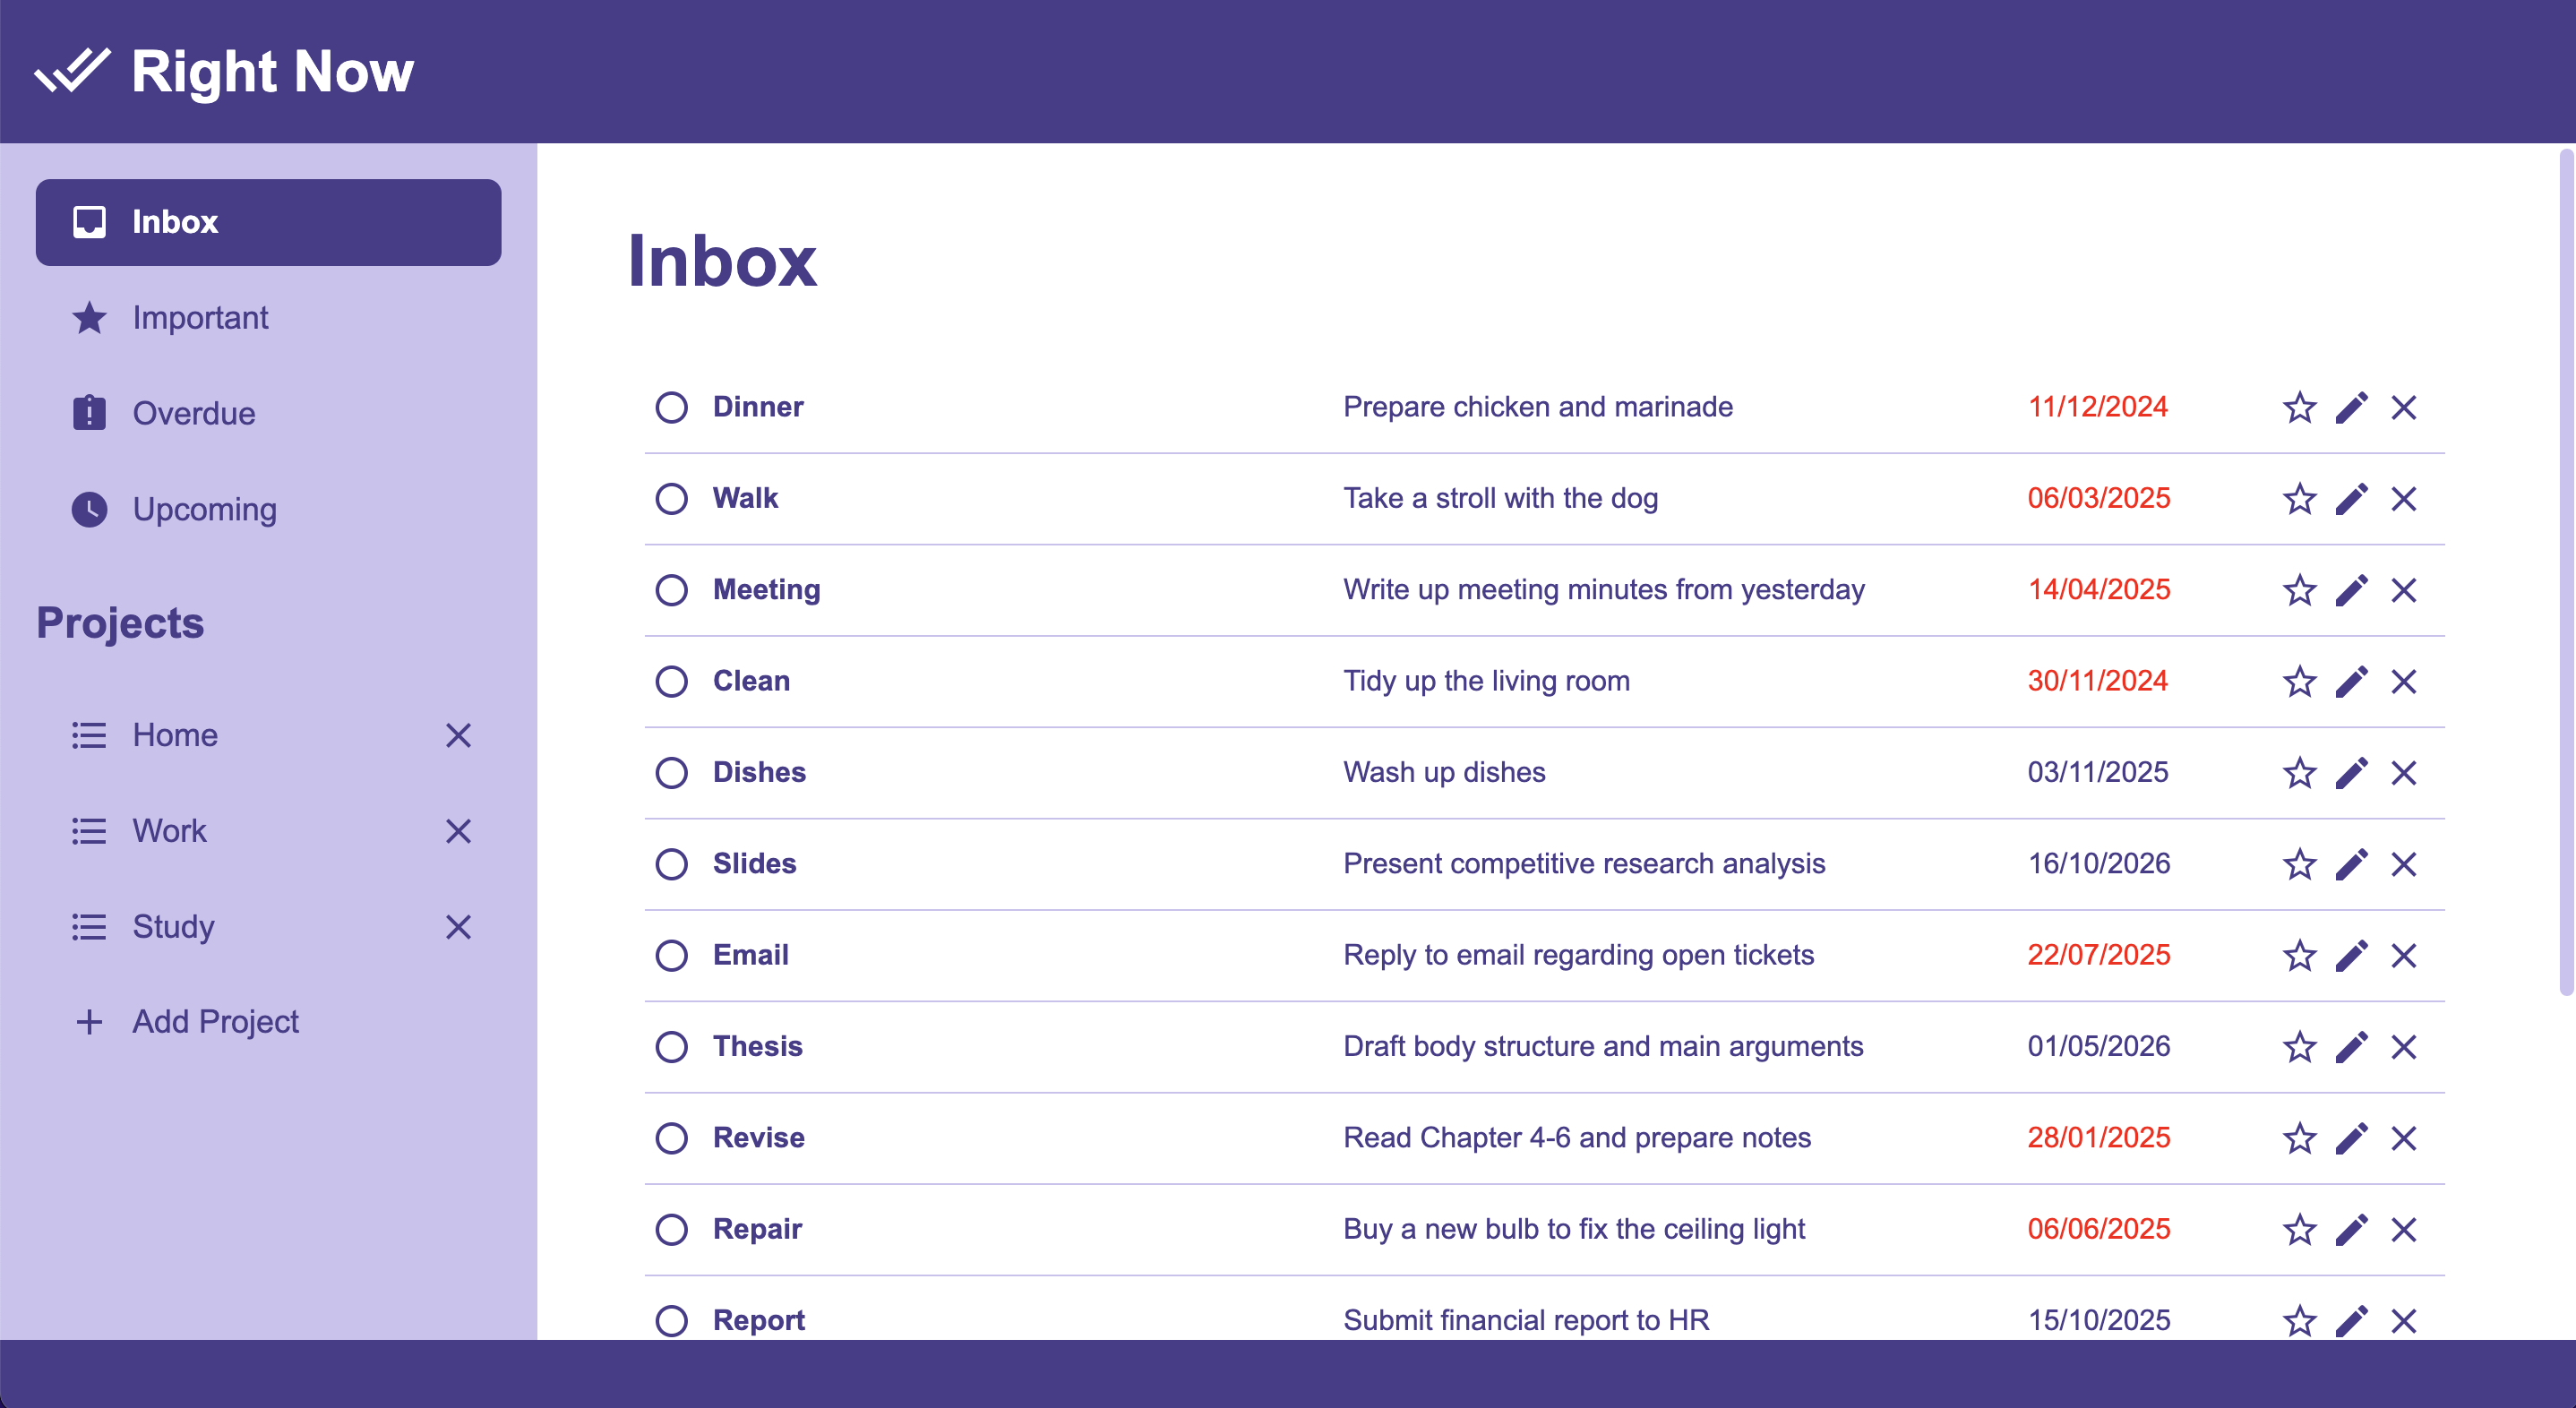 Right Now
Inbox
Important
Overdue
Upcoming
Projects
Home
Work
Study
Add Project
Inbox
Dinner Prepare chicken and marinade 11/12/2024
Walk Take a stroll with the dog 06/03/2025
Meeting Write up meeting minutes from yesterday 14/04/2025
Clean Tidy up the living room 30/11/2024
Dishes Wash up dishes 03/11/2025
Slides Present competitive research analysis 16/10/2026
Email Reply to email regarding open tickets 22/07/2025
Thesis Draft body structure and main arguments 01/05/2026
Revise Read Chapter 4-6 and prepare notes 28/01/2025
Repair Buy a new bulb to fix the ceiling light 06/06/2025
Report Submit financial report to HR 15/10/2025